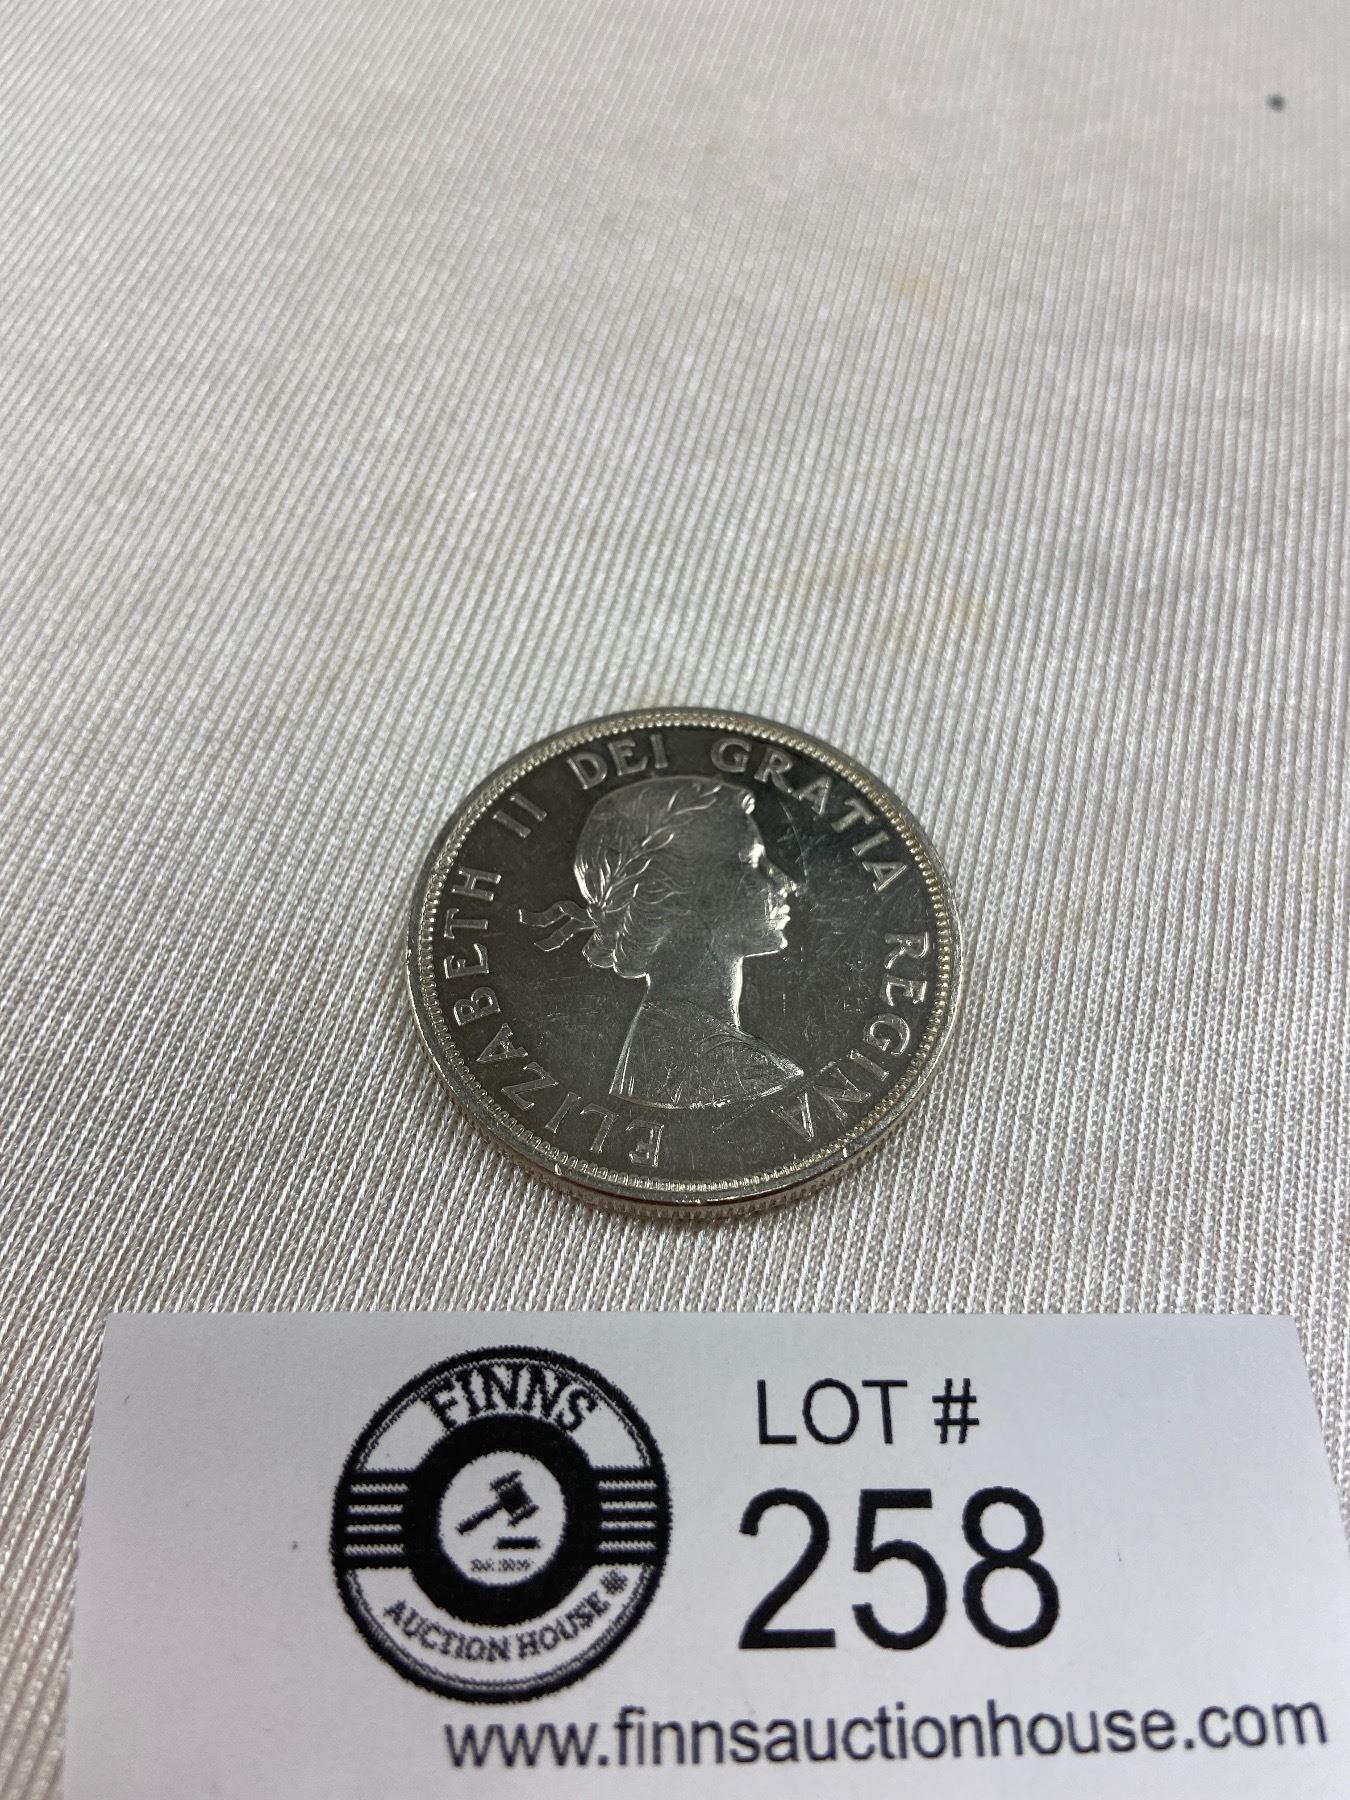 ELIZABETH II DEI GRATIA REGINA
FINNS
AUCTION HOUSE
LOT #
258
www.finnsauctionhouse.com